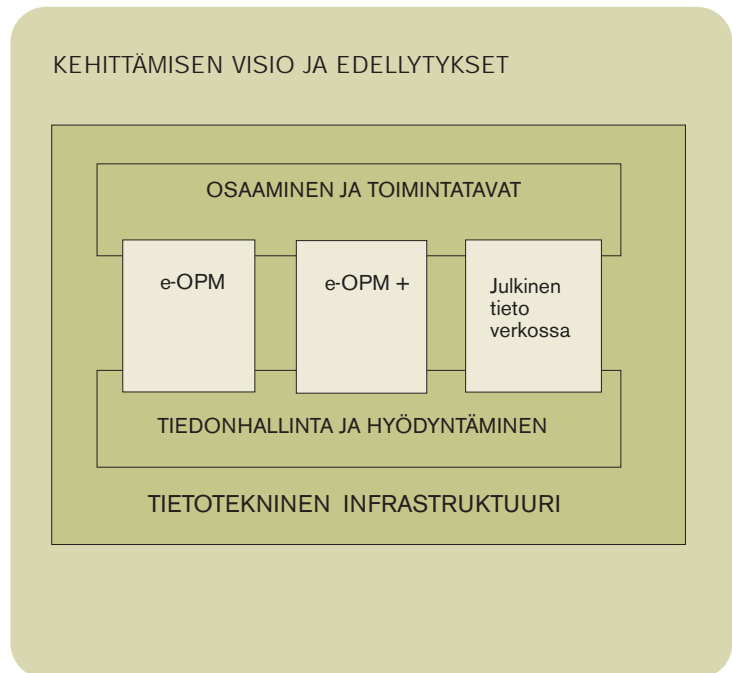 KEHITTÄMISEN VISIO JA EDELLYTYKSET
OSAAMINEN JA TOIMINTATAVAT
e-OPM
e-OPM +
Julkinen
tieto
verkossa
TIEDONHALLINTA JA HYÖDYNTÄMINEN
TIETOTEKNINEN INFRASTRUKTUURI